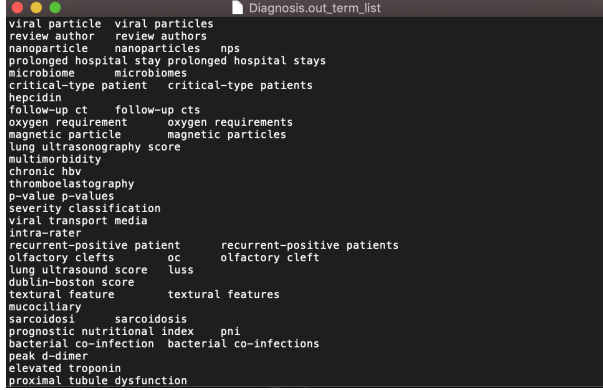 Diagnosis.out_term_list
viral particle viral particles
review author review authors
nanoparticle nanoparticles nps
prolonged hospital stay prolonged hospital stays
microbiome microbiomes
critical-type patient critical-type patients
hepcidin
follow-up ct follow-up cts
oxygen requirement oxygen requirements
magnetic particle magnetic particles
lung ultrasonography score
multimorbidity
chronic hbv
thromboelastography
p-value p-values
severity classification
viral transport media
intra-rater
recurrent-positive patient recurrent-positive patients
olfactory clefts oc olfactory cleft
lung ultrasound score luss
dublin-boston score
textural feature textural features
mucociliary
sarcoidosi sarcoidosis
prognostic nutritional index pni
bacterial co-infection bacterial co-infections
peak d-dimer
elevated troponin
proximal tubule dysfunction